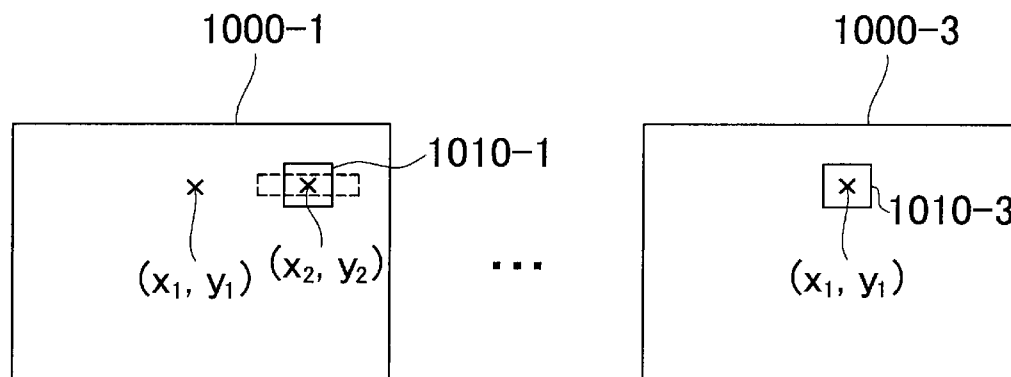 1000-1
1000-3
1010-1
1010-3
(x₁, y₁)
(x₂, y₂)
...
(x₁, y₁)